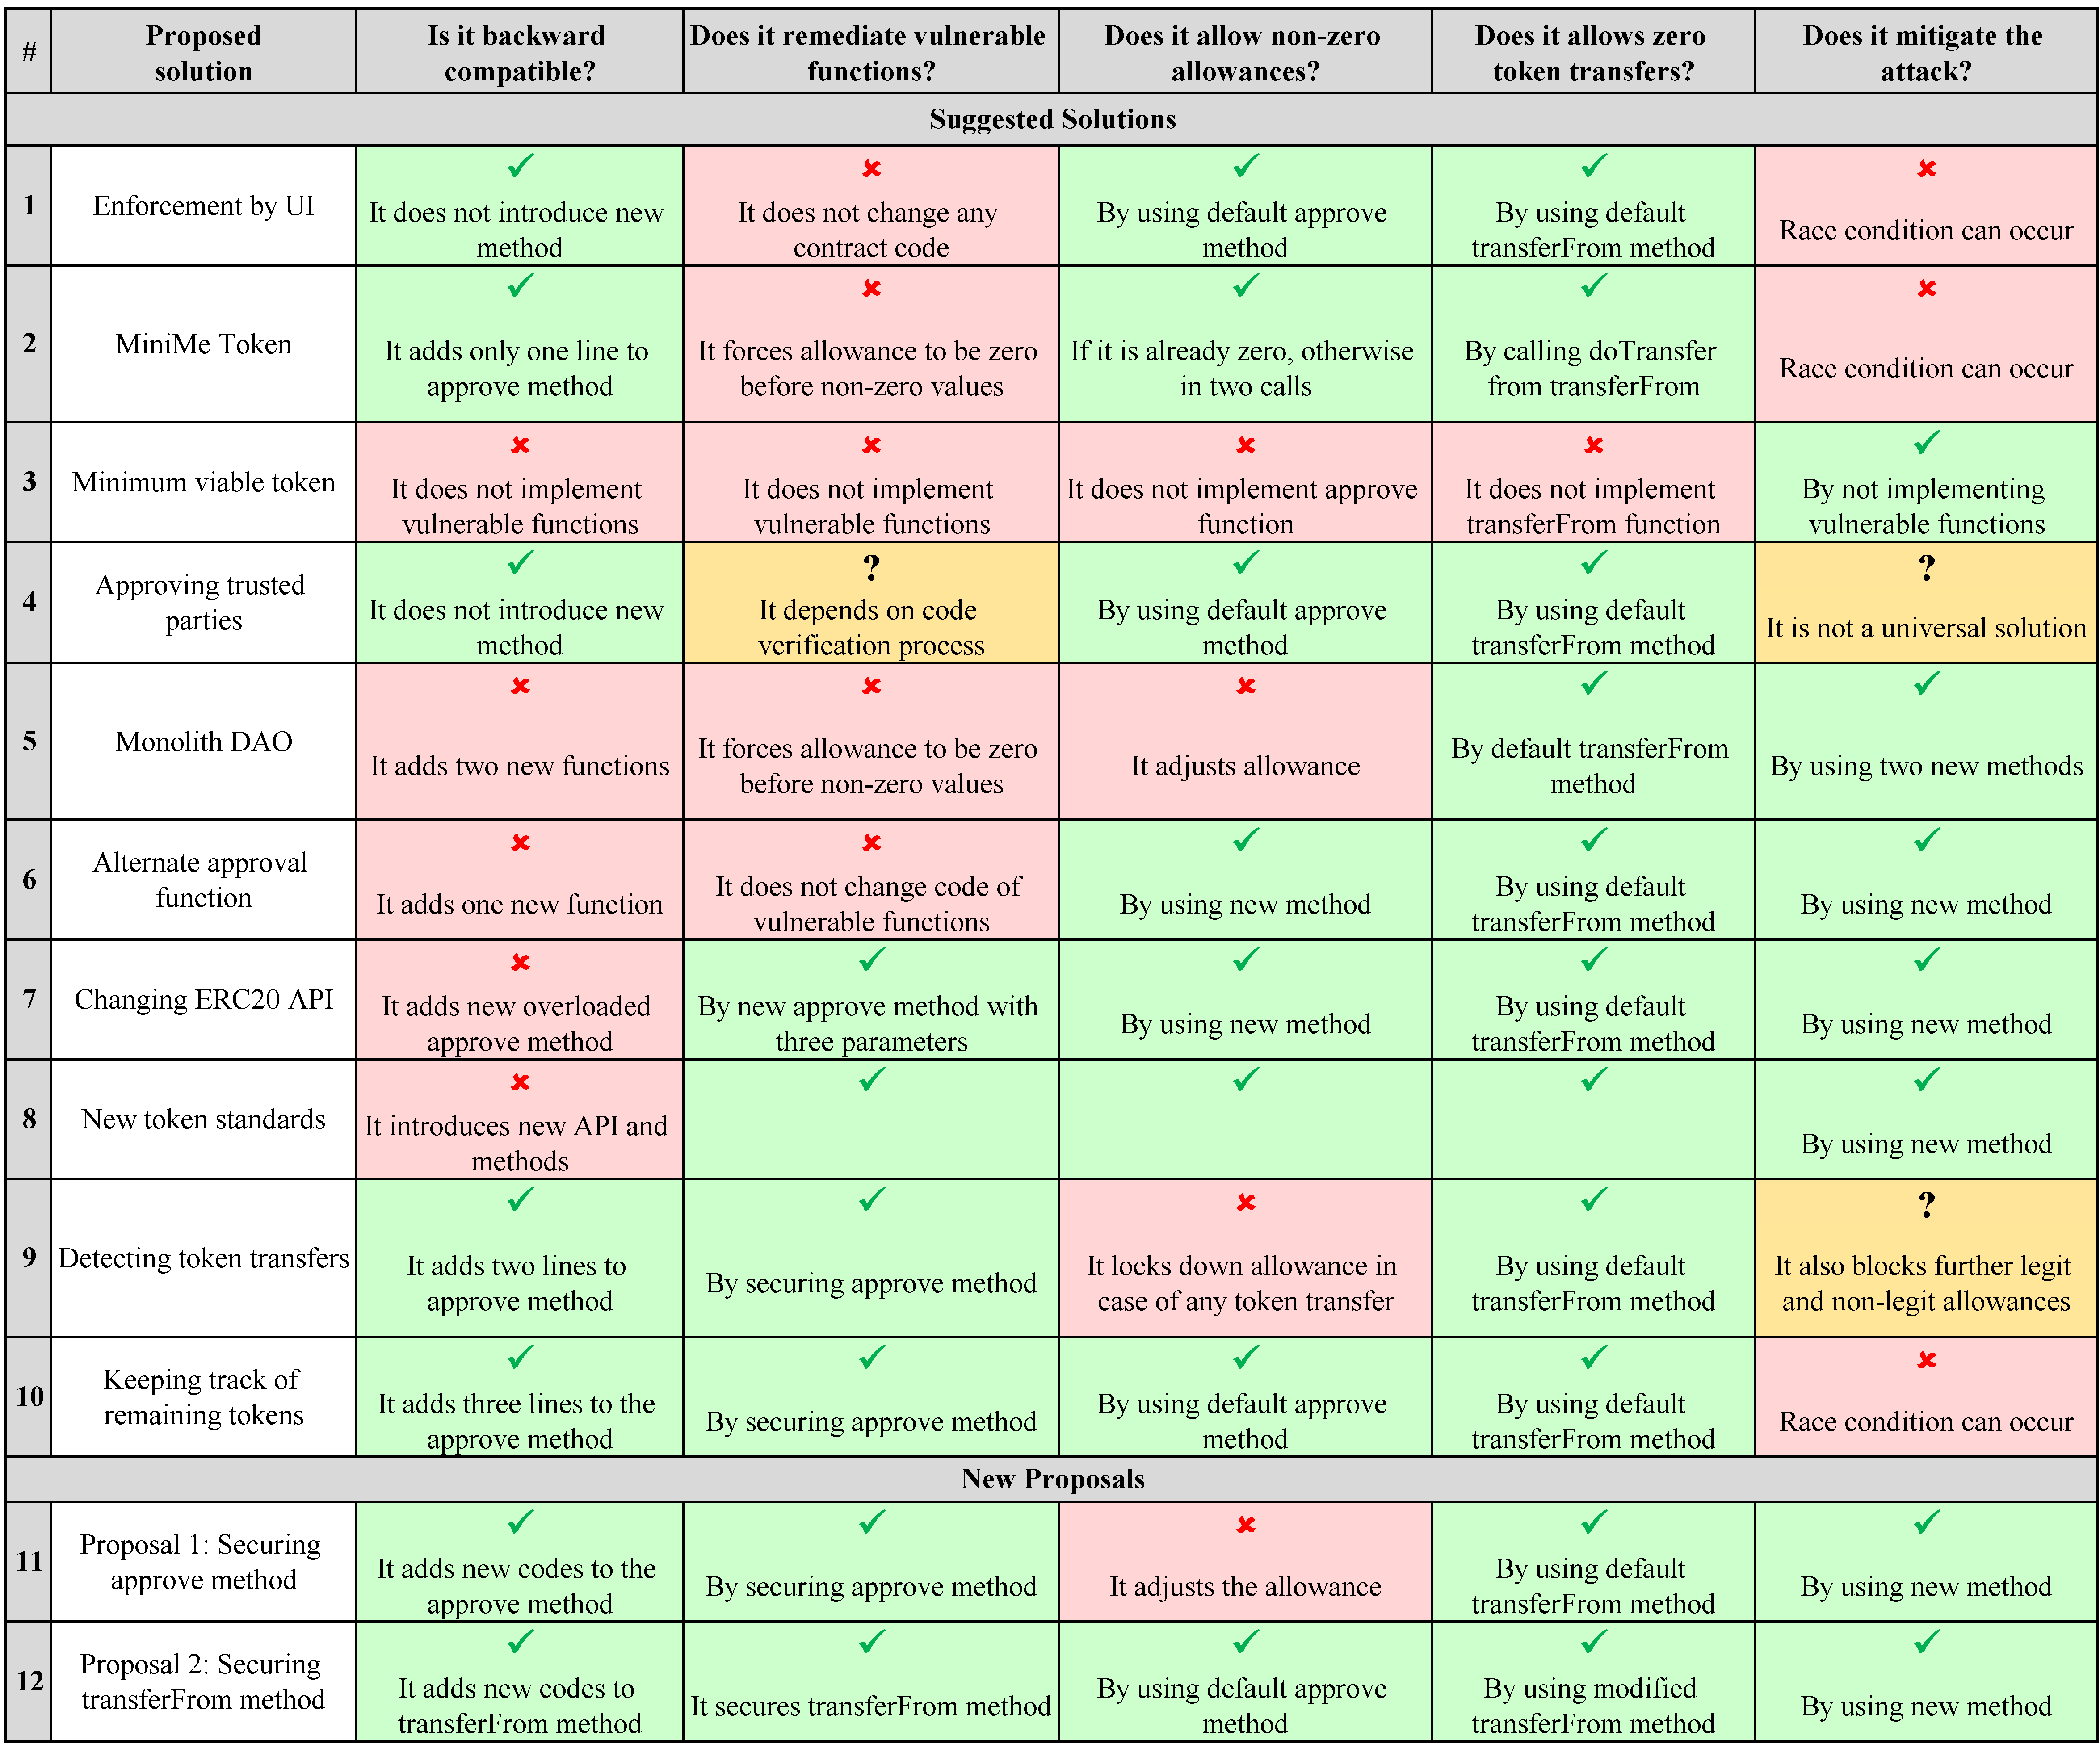 #
Proposed
solution
Is it backward
compatible?
Does it remediate vulnerable
functions?
Does it allow non-zero
allowances?
Does it allows zero
token transfers?
Does it mitigate the
attack?
Suggested Solutions
1
Enforcement by UI
✓
It does not introduce new
method
✘
It does not change any
contract code
✓
By using default approve
method
✓
By using default
transferFrom method
✘
Race condition can occur
2
MiniMe Token
✓
It adds only one line to
approve method
✘
It forces allowance to be zero
before non-zero values
✓
If it is already zero, otherwise
in two calls
✓
By calling doTransfer
from transferFrom
✘
Race condition can occur
3
Minimum viable token
✘
It does not implement
vulnerable functions
✘
It does not implement
vulnerable functions
✘
It does not implement approve
function
✘
It does not implement
transferFrom function
✓
By not implementing
vulnerable functions
4
Approving trusted
parties
✓
It does not introduce new
method
?
It depends on code
verification process
✓
By using default approve
method
✓
By using default
transferFrom method
?
It is not a universal solution
5
Monolith DAO
✘
It adds two new functions
✘
It forces allowance to be zero
before non-zero values
✘
It adjusts allowance
✓
By default transferFrom
method
✓
By using two new methods
6
Alternate approval
function
✘
It adds one new function
✘
It does not change code of
vulnerable functions
✓
By using new method
✓
By using default
transferFrom method
✓
By using new method
7
Changing ERC20 API
✘
It adds new overloaded
approve method
✓
By new approve method with
three parameters
✓
By using new method
✓
By using default
transferFrom method
✓
By using new method
8
New token standards
✘
It introduces new API and
methods
✓
✓
✓
✓
By using new method
9
Detecting token transfers
✓
It adds two lines to
approve method
✓
By securing approve method
✘
It locks down allowance in
case of any token transfer
✓
By using default
transferFrom method
?
It also blocks further legit
and non-legit allowances
10
Keeping track of
remaining tokens
✓
It adds three lines to the
approve method
✓
By securing approve method
✓
By using default approve
method
✓
By using default
transferFrom method
✘
Race condition can occur
New Proposals
11
Proposal 1: Securing
approve method
✓
It adds new codes to the
approve method
✓
By securing approve method
✘
It adjusts the allowance
✓
By using default
transferFrom method
✓
By using new method
12
Proposal 2: Securing
transferFrom method
✓
It adds new codes to
transferFrom method
✓
It secures transferFrom method
✓
By using default approve
method
✓
By using modified
transferFrom method
✓
By using new method